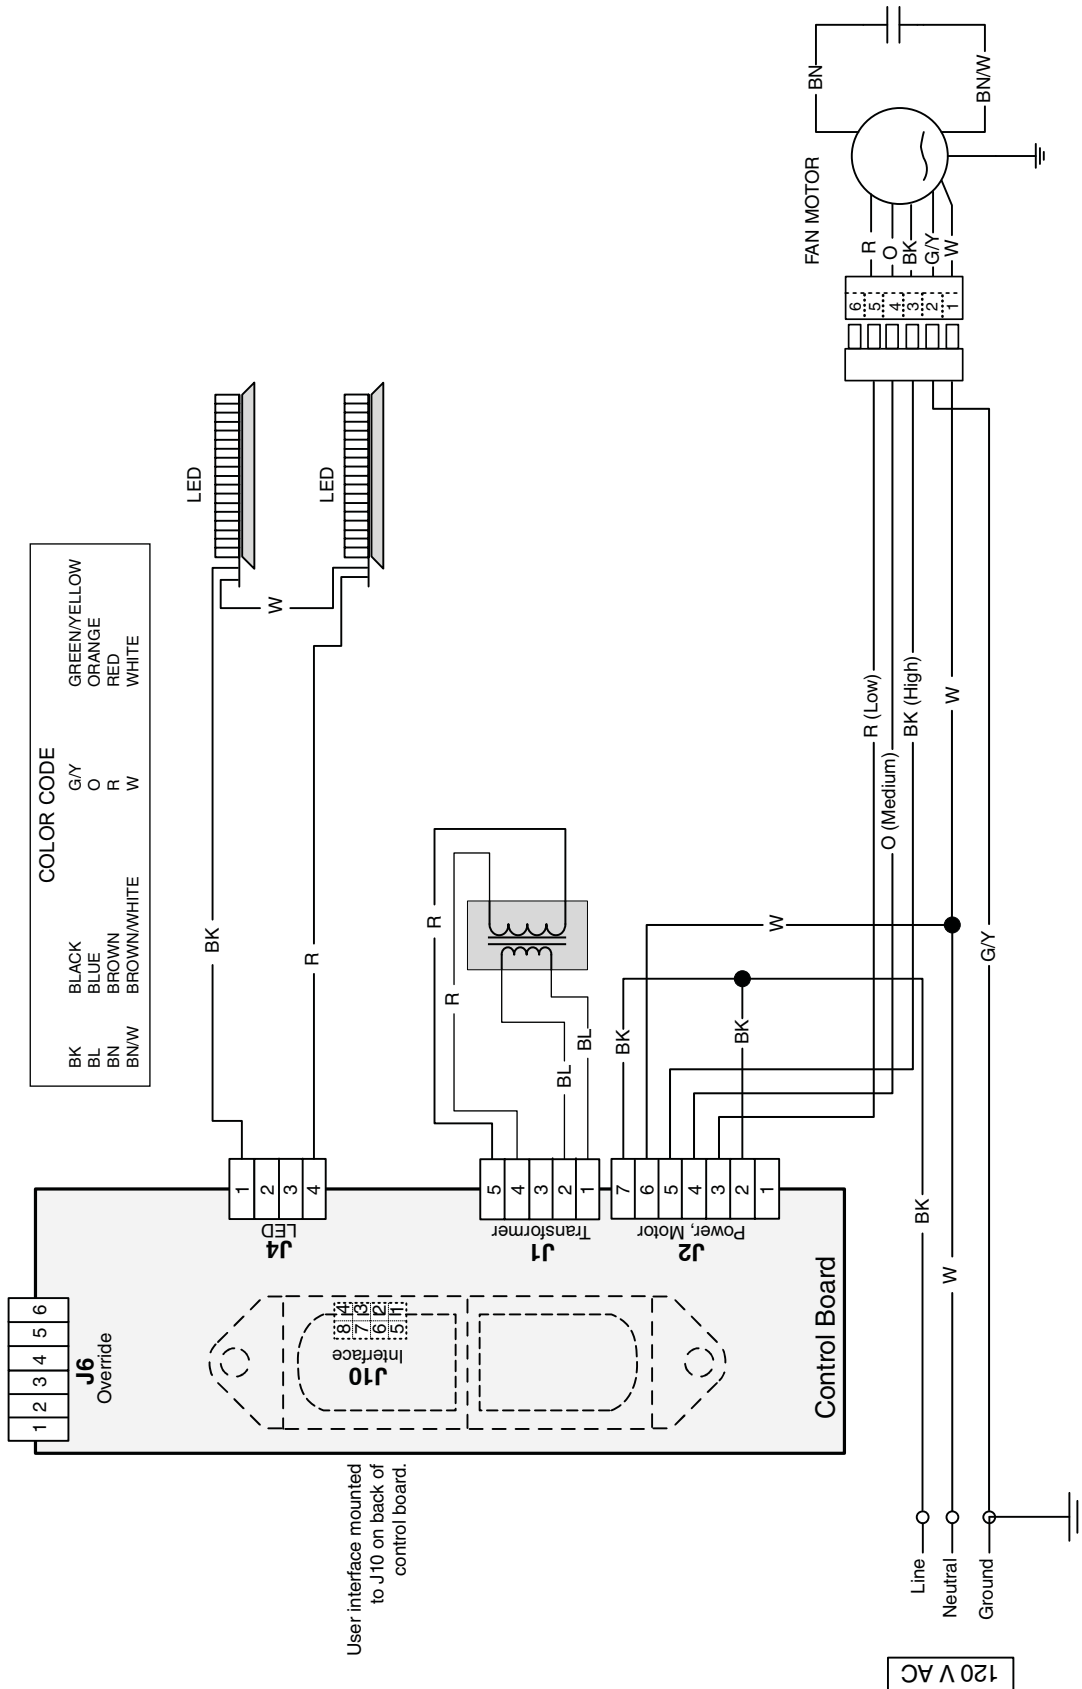 COLOR CODE
BK BLACK G/Y GREEN/YELLOW
BL BLUE O ORANGE
BN BROWN R RED
BN/W BROWN/WHITE W WHITE
J6
Override
1 2 3 4 5 6
J4
LED
1
2
3
4
BK
R
W
LED
LED
J1
Transformer
5
4
3
2
1
R
R
BL
BL
J2
Power, Motor
7
6
5
4
3
2
1
BK
W
BK
J10
Interface
8 4
7 3
6 2
5 1
Control Board
User interface mounted
to J10 on back of
control board.
R (Low)
O (Medium)
BK (High)
W
G/Y
BK
W
Line
Neutral
Ground
120 V AC
FAN MOTOR
6
5
4
3
2
1
R
O
BK
G/Y
W
BN
BN/W